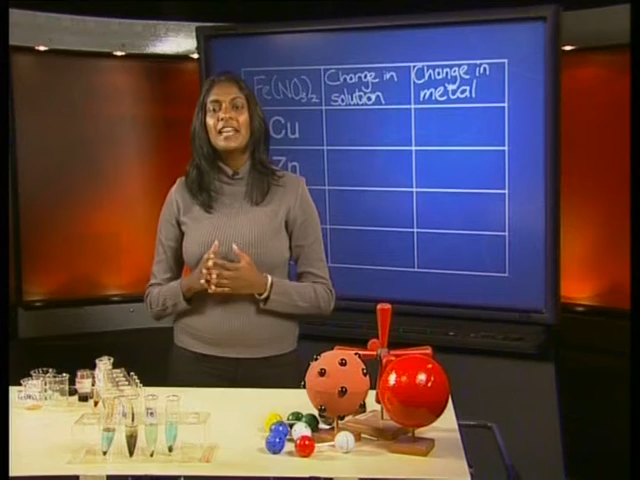 Fe(NO₃)₂ Change in solution Change in metal
Cu
Zn